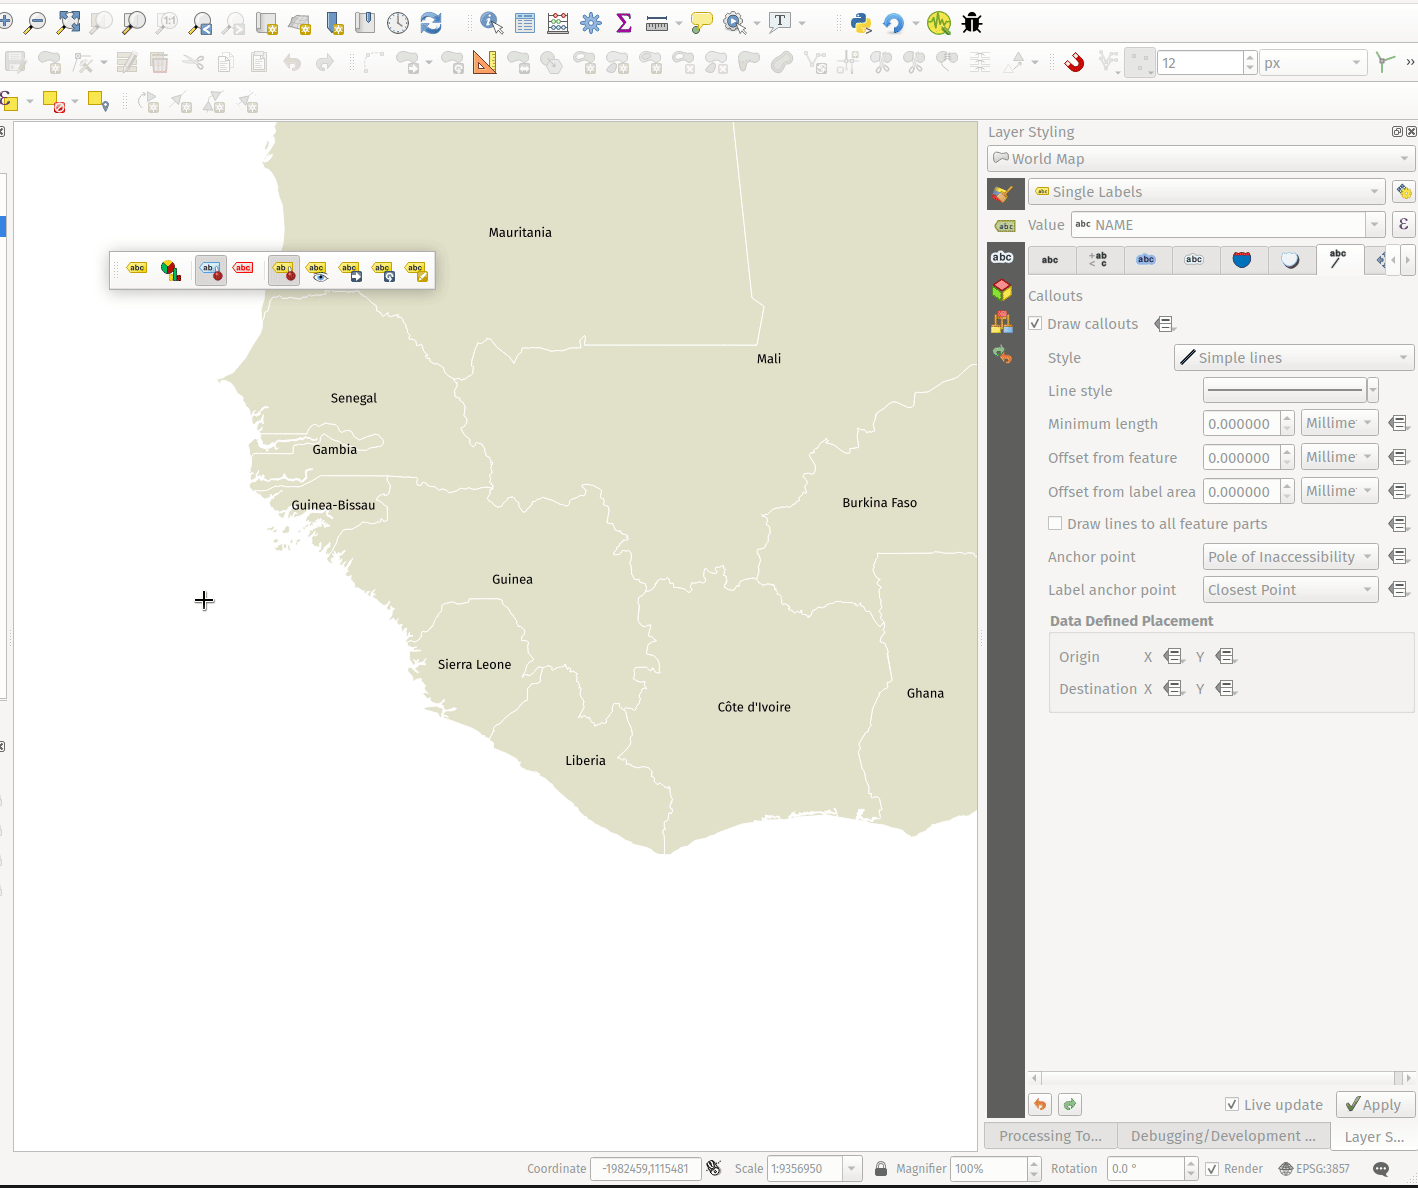 12 px
Layer Styling
World Map
Single Labels
Value abc NAME
abc
Callouts
Draw callouts
Style Simple lines
Line style
Minimum length 0.000000 Millime
Offset from feature 0.000000 Millime
Offset from label area 0.000000 Millime
Draw lines to all feature parts
Anchor point Pole of Inaccessibility
Label anchor point Closest Point
Data Defined Placement
Origin X Y
Destination X Y
Live update Apply
Processing To... Debugging/Development ... Layer S...
Mauritania
Mali
Senegal
Gambia
Guinea-Bissau
Burkina Faso
Guinea
Sierra Leone
Ghana
Côte d'Ivoire
Liberia
Coordinate -1982459,1115481 Scale 1:9356950 Magnifier 100% Rotation 0.0 ° Render EPSG:3857